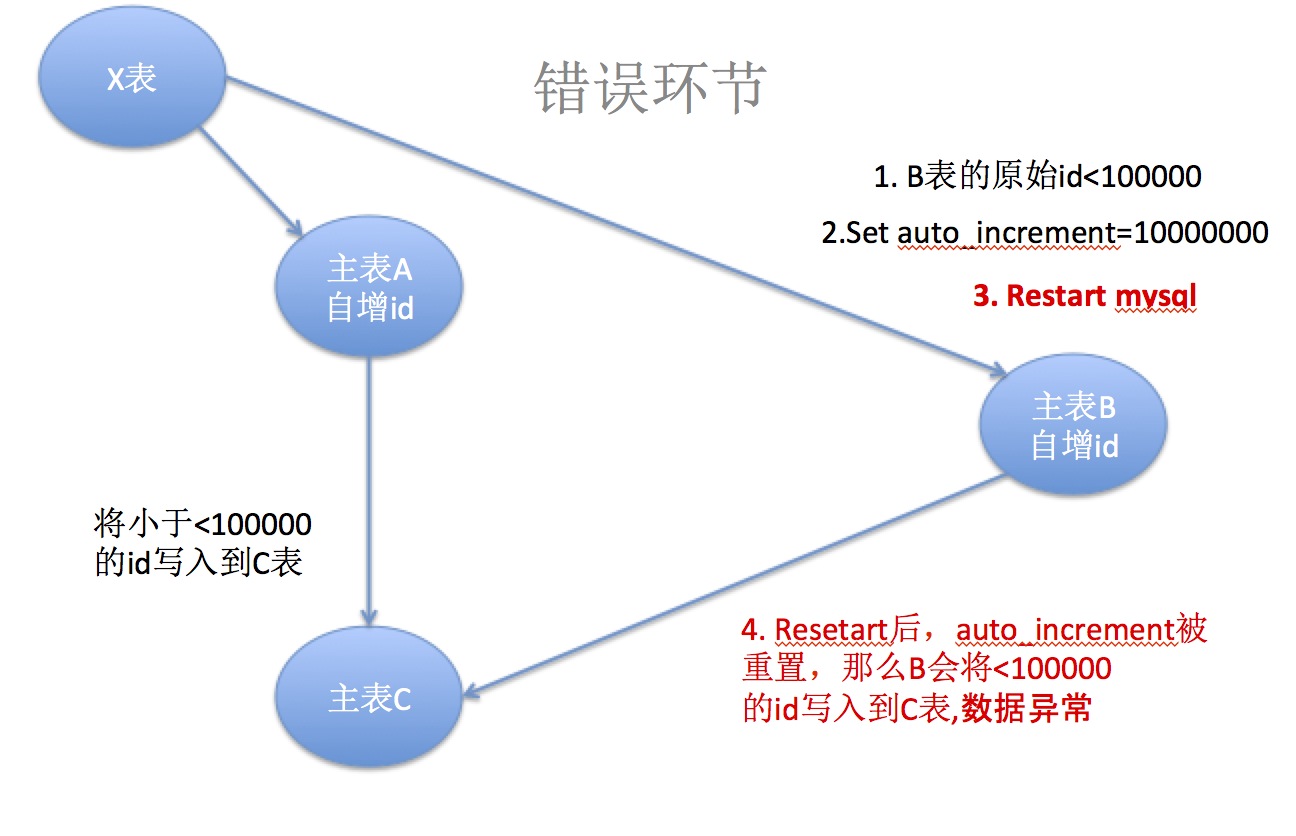 X表
错误环节
1. B表的原始id<100000
2.Set auto_increment=10000000
3. Restart mysql
主表A
自增id
主表B
自增id
将小于<100000
的id写入到C表
4. Resetart后，auto_increment被
重置，那么B会将<100000
的id写入到C表,数据异常
主表C